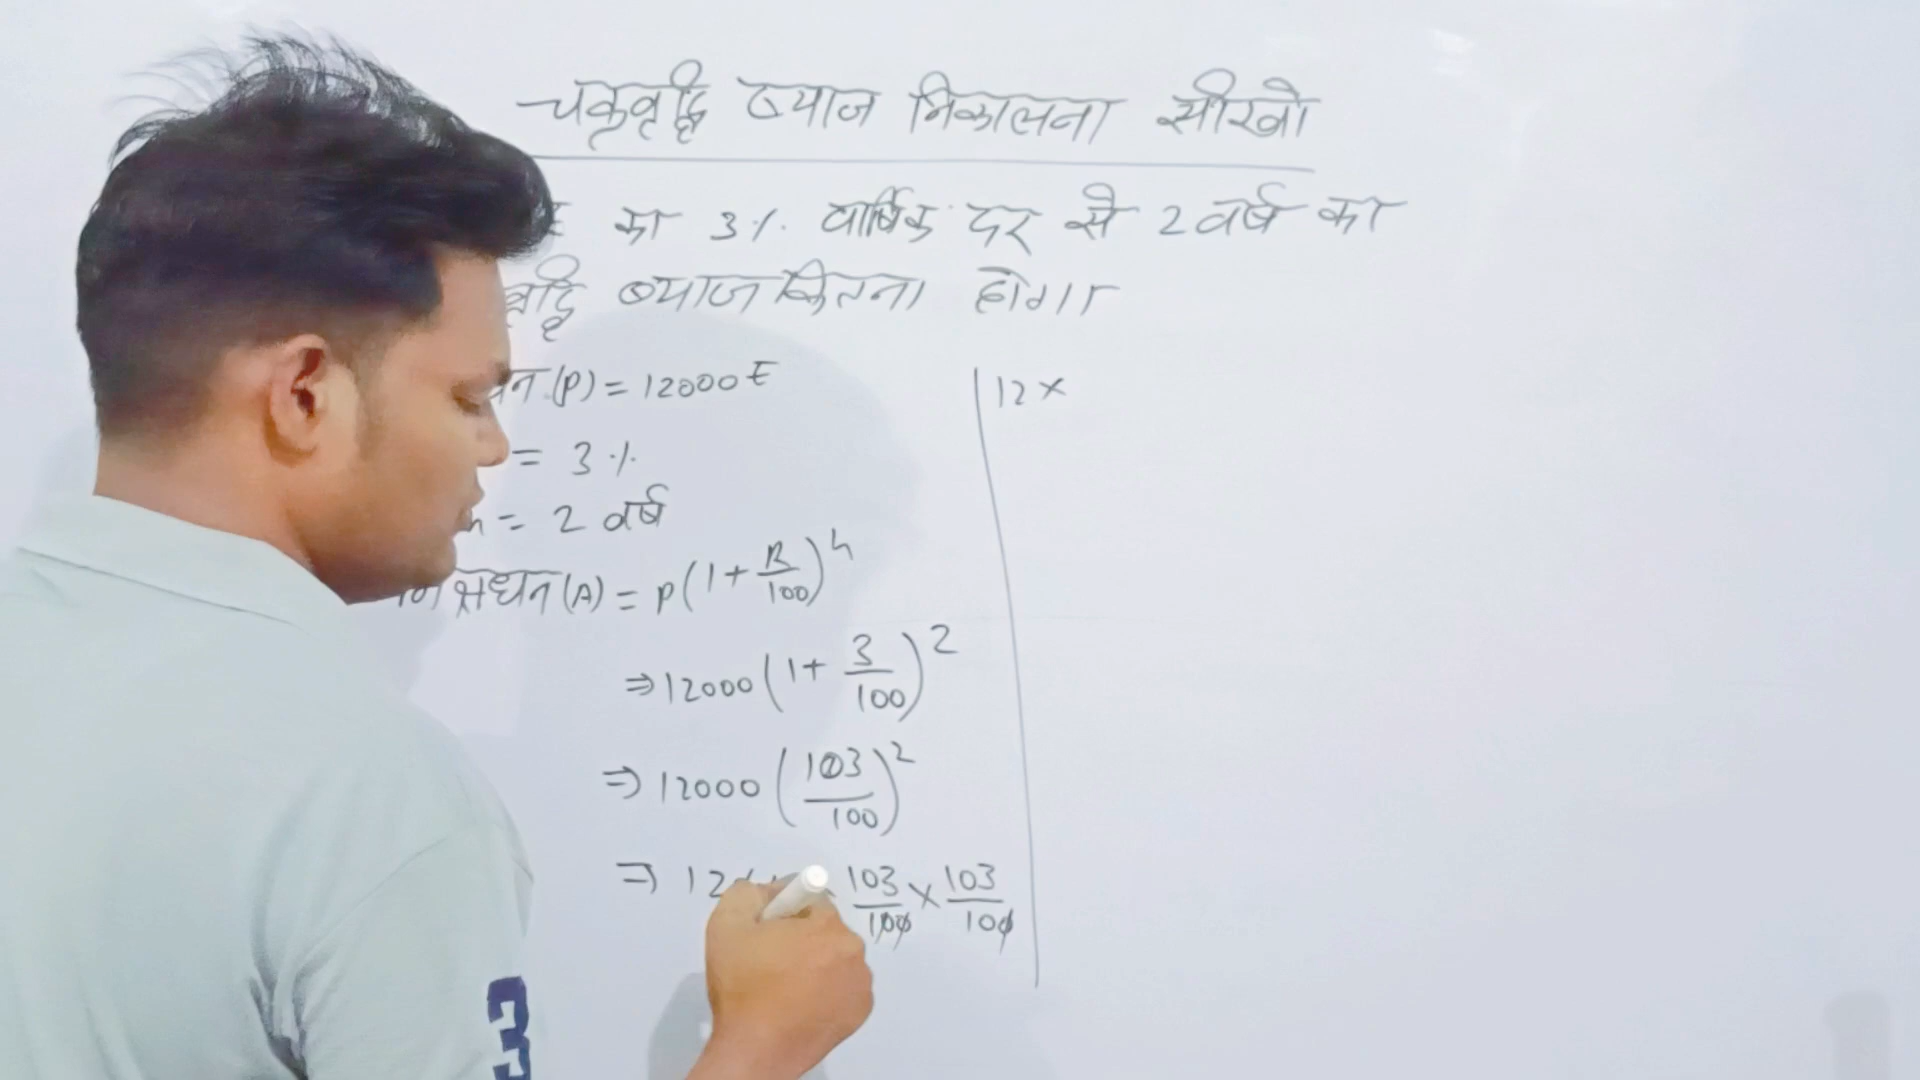 चक्रवृद्धि ब्याज निकालना सीखो
का 3% वार्षिक दर से 2 वर्ष का
ब्याज कितना होगा
(P) = 12000₹
= 3%
n = 2 वर्ष
मिश्रधन (A) = P(1 + R/100)^n
⇒ 12000 (1 + 3/100)^2
⇒ 12000 (103/100)^2
⇒ 103/100 × 103/100
12 ×
3